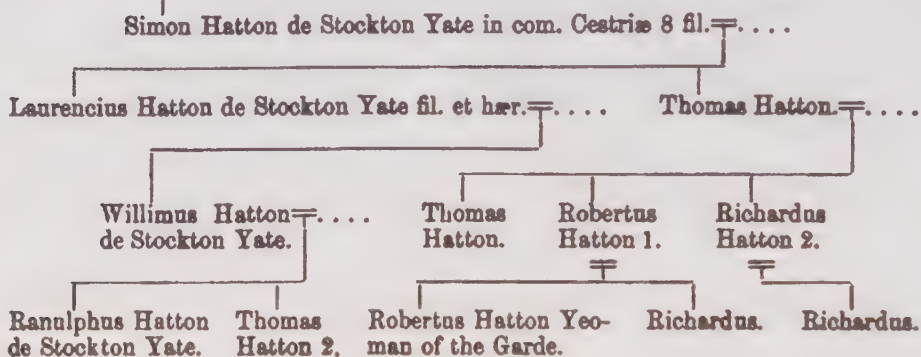 Simon Hatton de Stockton Yate in com. Cestriæ 8 fil. = . . . .
Laurencius Hatton de Stockton Yate fil. et hær. = . . . . Thomas Hatton. = . . . .
Willimus Hatton = . . . . Thomas Robertus Richardus
de Stockton Yate. Hatton. Hatton 1. Hatton 2.
Ranulphus Hatton Thomas Robertus Hatton Yeo- Richardus. Richardus.
de Stockton Yate. Hatton 2. man of the Garde.